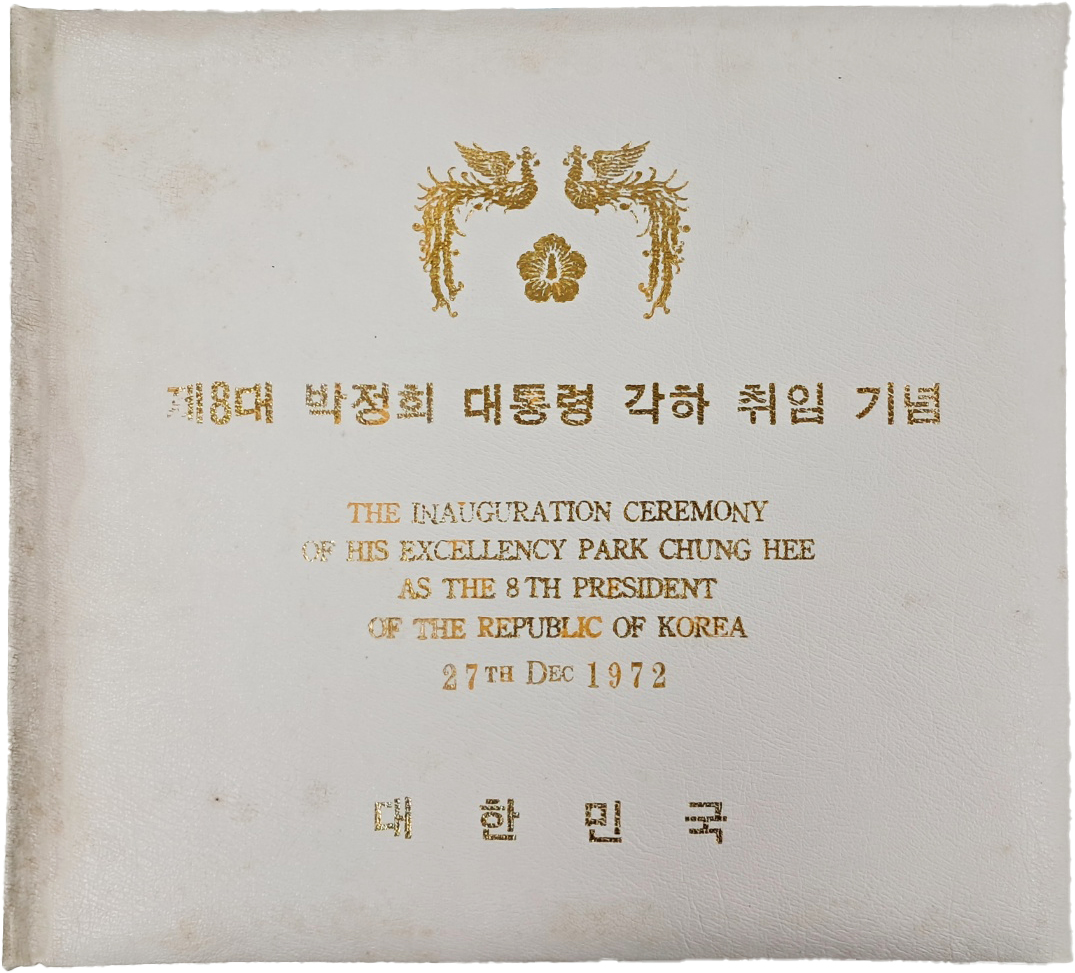 제8대 박정희 대통령 각하 취임 기념
THE INAUGURATION CEREMONY
OF HIS EXCELLENCY PARK CHUNG HEE
AS THE 8TH PRESIDENT
OF THE REPUBLIC OF KOREA
27TH DEC 1972
대 한 민 국